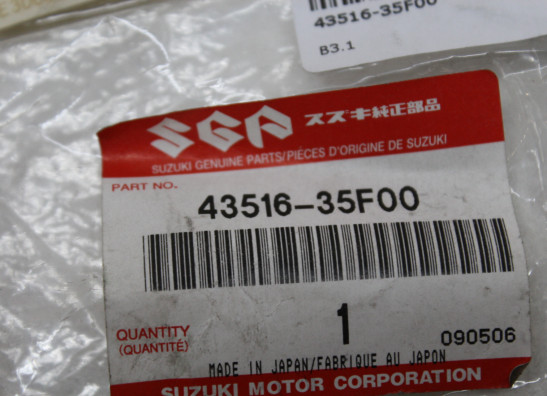 43516-35F00
B3.1
SGP スズキ純正部品
SUZUKI GENUINE PARTS/PIÈCES D'ORIGINE DE SUZUKI
PART NO.
43516-35F00
1
QUANTITY
(QUANTITÉ)
090506
MADE IN JAPAN/FABRIQUE AU JAPON
SUZUKI MOTOR CORPORATION